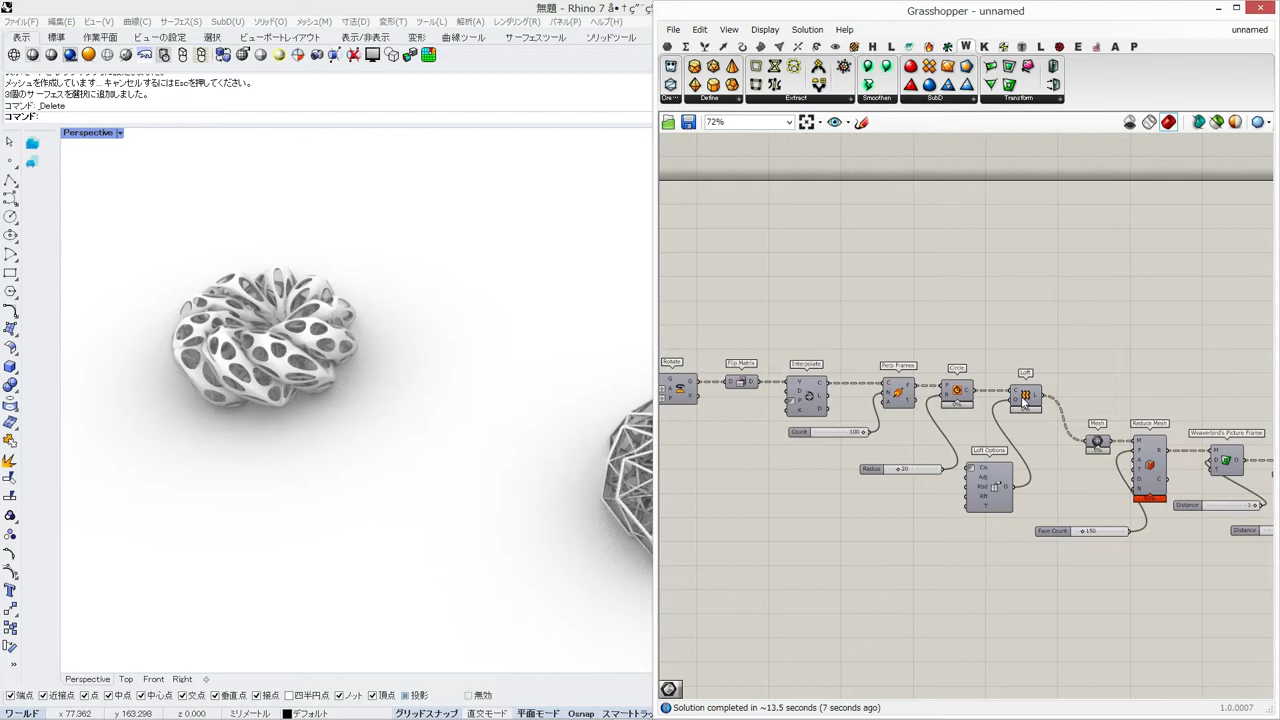 無題 - Rhino 7
Grasshopper - unnamed
ファイル(F) 編集(E) ビュー(V) 曲線(C) サーフェス(S) SubD(U) ソリッド(O) メッシュ(M) 寸法(D) 変形(T) ツール(L) 解析(A) レンダリング(R) パネル(P) ヘルプ(H)
File Edit View Display Solution Help
unnamed
表示 標準 作業平面 ビューの設定 選択 ビューポートレイアウト 表示/非表示 変形 曲線ツール サーフェスツール ソリッドツール
H L W K L E A P
メッシュを作成しています... キャンセルするにはEscを押してください。
3個のサーフェスを選択に追加しました。
コマンド: _Delete
コマンド:
Cre··· Define Extract Smoothen SubD Transform
72%
Perspective
Rotate
G
A
P
G
X
Flip Matrix
D D
Interpolate
V
D
P
K
C
L
D
Perp Frames
C
N
A
F
t
Circle
P
R
C
0%
Loft
C
O
L
Count 100
Radius 20
Loft Options
Cls
Adj
Rbd
Rft
T
O
Mesh
5%
Reduce Mesh
M
F
A
T
D
N
M
C
Weaverbird's Picture Frame
M
D
T
O
Distance 1
Face Count 150
Distance
Perspective Top Front Right
端点 近接点 点 中点 中心点 交点 垂直点 接点 四半円点 ノット 頂点 投影 無効
ワールド x 77.362 y 163.298 z 0.000 ミリメートル デフォルト グリッドスナップ 直交モード 平面モード Osnap スマートトラ
Solution completed in ~13.5 seconds (7 seconds ago)
1.0.0007